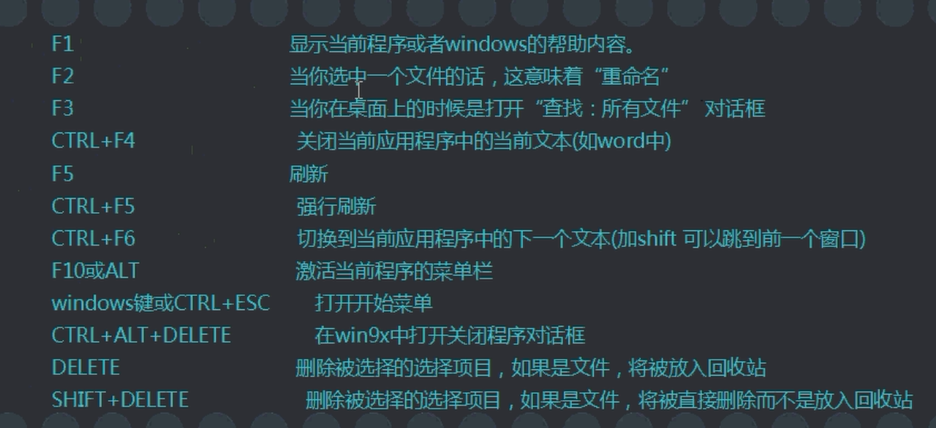 F1 显示当前程序或者windows的帮助内容。
F2 当你选中一个文件的话，这意味着“重命名”
F3 当你在桌面上的时候是打开“查找：所有文件” 对话框
CTRL+F4 关闭当前应用程序中的当前文本(如word中)
F5 刷新
CTRL+F5 强行刷新
CTRL+F6 切换到当前应用程序中的下一个文本(加shift 可以跳到前一个窗口)
F10或ALT 激活当前程序的菜单栏
windows键或CTRL+ESC 打开开始菜单
CTRL+ALT+DELETE 在win9x中打开关闭程序对话框
DELETE 删除被选择的选择项目，如果是文件，将被放入回收站
SHIFT+DELETE 删除被选择的选择项目，如果是文件，将被直接删除而不是放入回收站